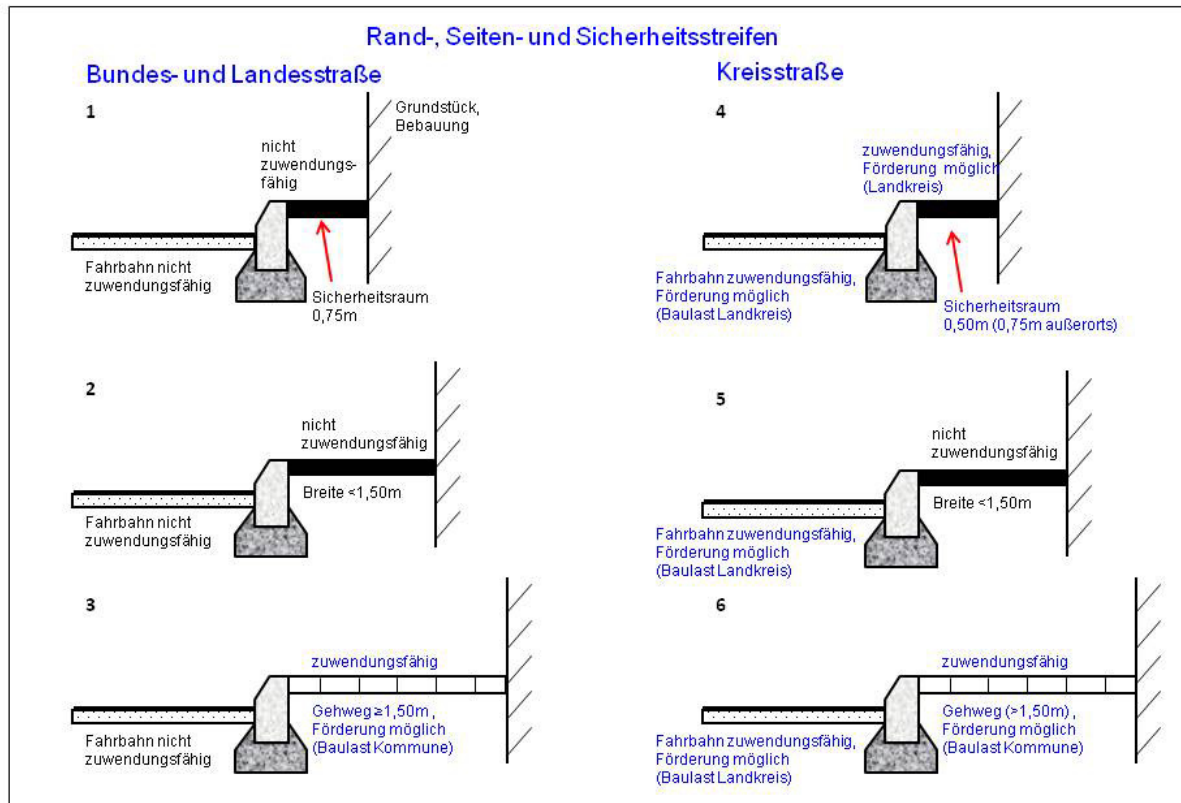 Rand-, Seiten- und Sicherheitsstreifen
Bundes- und Landesstraße
1
nicht
zuwendungs-
fähig
Grundstück,
Bebauung
Fahrbahn nicht
zuwendungsfähig
Sicherheitsraum
0,75m
2
nicht
zuwendungsfähig
Breite <1,50m
Fahrbahn nicht
zuwendungsfähig
3
zuwendungsfähig
Gehweg ≥1,50m ,
Förderung möglich
(Baulast Kommune)
Fahrbahn nicht
zuwendungsfähig
Kreisstraße
4
zuwendungsfähig,
Förderung möglich
(Landkreis)
Fahrbahn zuwendungsfähig,
Förderung möglich
(Baulast Landkreis)
Sicherheitsraum
0,50m (0,75m außerorts)
5
nicht
zuwendungsfähig
Breite <1,50m
Fahrbahn zuwendungsfähig,
Förderung möglich
(Baulast Landkreis)
6
zuwendungsfähig
Gehweg (>1,50m) ,
Förderung möglich
(Baulast Kommune)
Fahrbahn zuwendungsfähig,
Förderung möglich
(Baulast Landkreis)